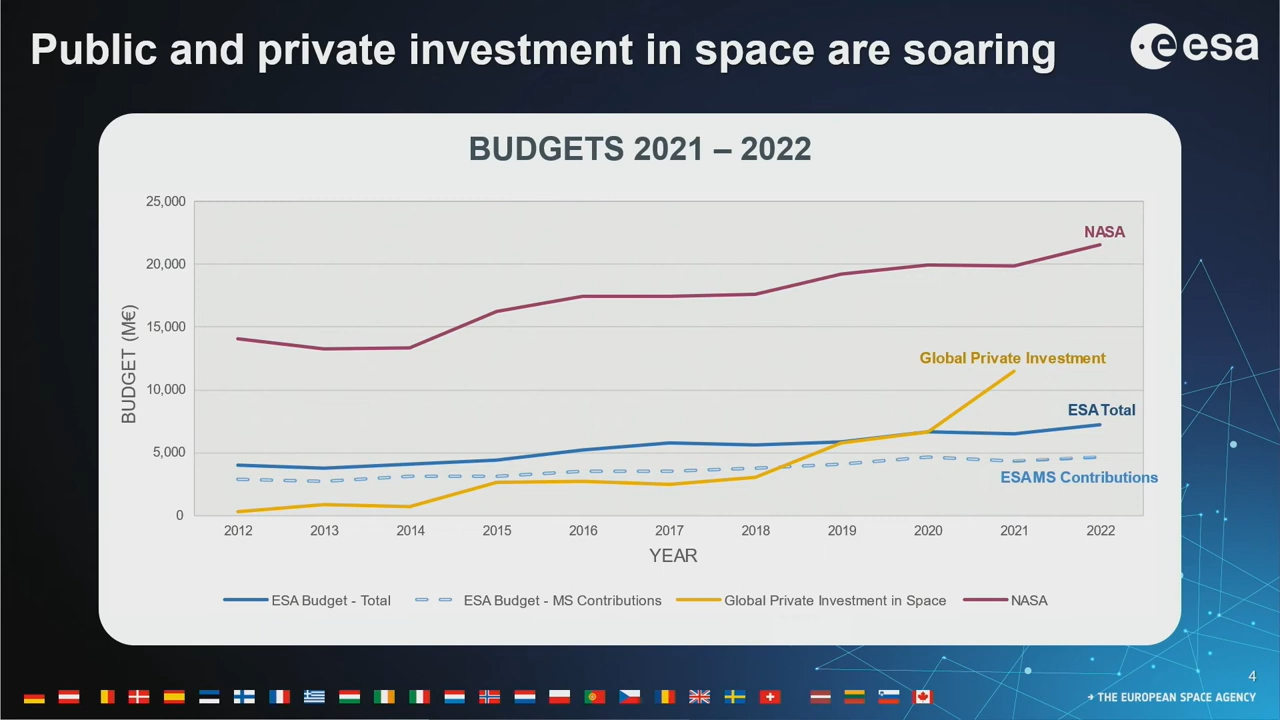 Public and private investment in space are soaring
esa
BUDGETS 2021 – 2022
25,000
20,000
15,000
10,000
5,000
0
BUDGET (M€)
NASA
Global Private Investment
ESA Total
ESA MS Contributions
2012 2013 2014 2015 2016 2017 2018 2019 2020 2021 2022
YEAR
ESA Budget - Total ESA Budget - MS Contributions Global Private Investment in Space NASA
4
→ THE EUROPEAN SPACE AGENCY